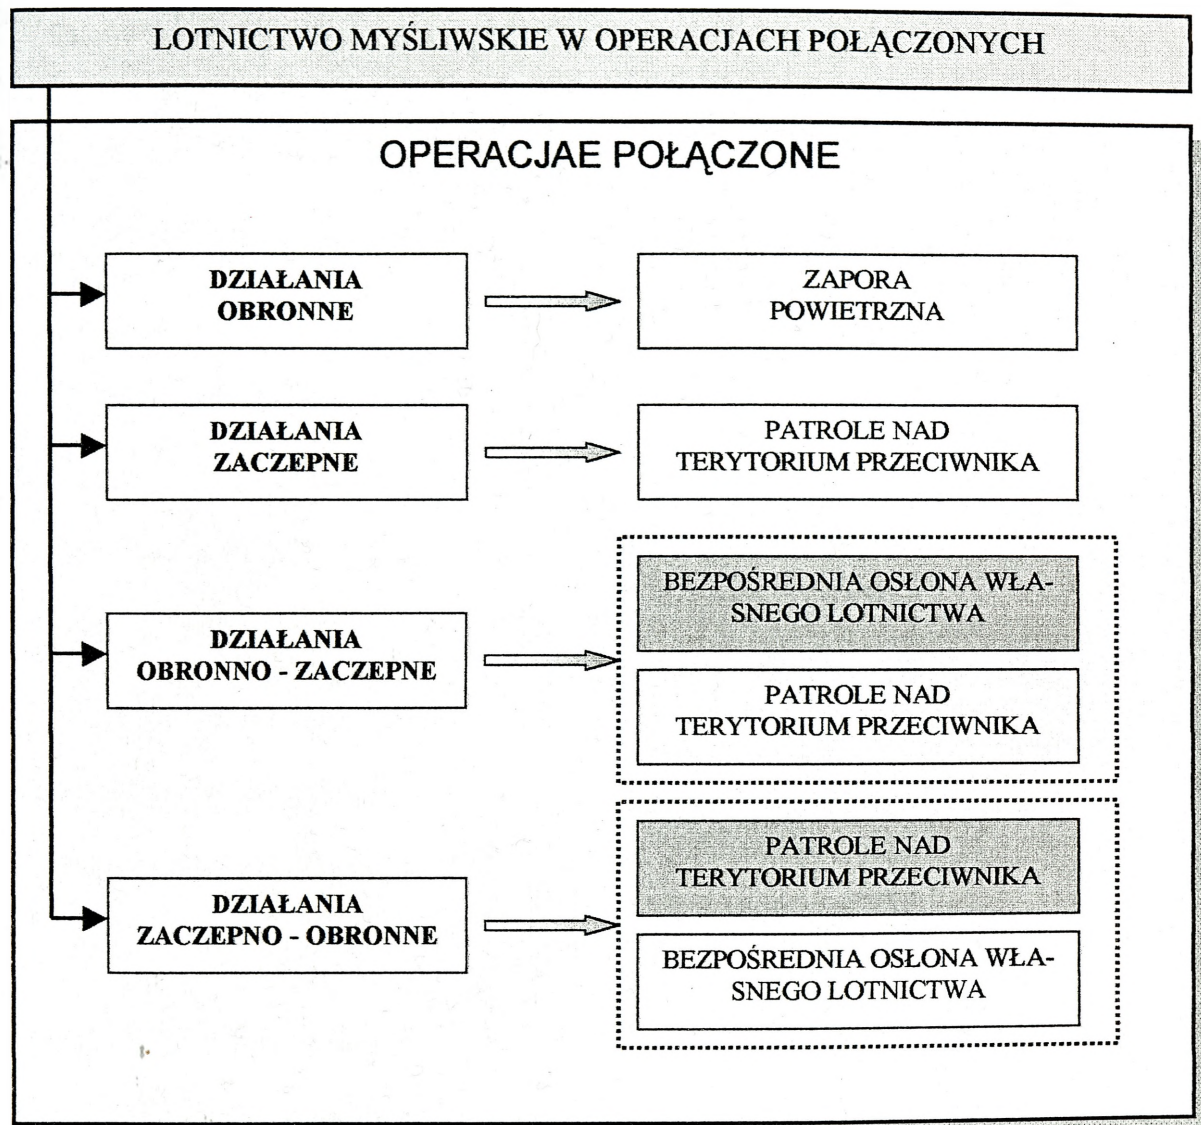 LOTNICTWO MYŚLIWSKIE W OPERACJACH POŁĄCZONYCH
OPERACJAE POŁĄCZONE
DZIAŁANIA
OBRONNE
ZAPORA
POWIETRZNA
DZIAŁANIA
ZACZEPNE
PATROLE NAD
TERYTORIUM PRZECIWNIKA
DZIAŁANIA
OBRONNO - ZACZEPNE
BEZPOŚREDNIA OSŁONA WŁA-
SNEGO LOTNICTWA
PATROLE NAD
TERYTORIUM PRZECIWNIKA
DZIAŁANIA
ZACZEPNO - OBRONNE
PATROLE NAD
TERYTORIUM PRZECIWNIKA
BEZPOŚREDNIA OSŁONA WŁA-
SNEGO LOTNICTWA